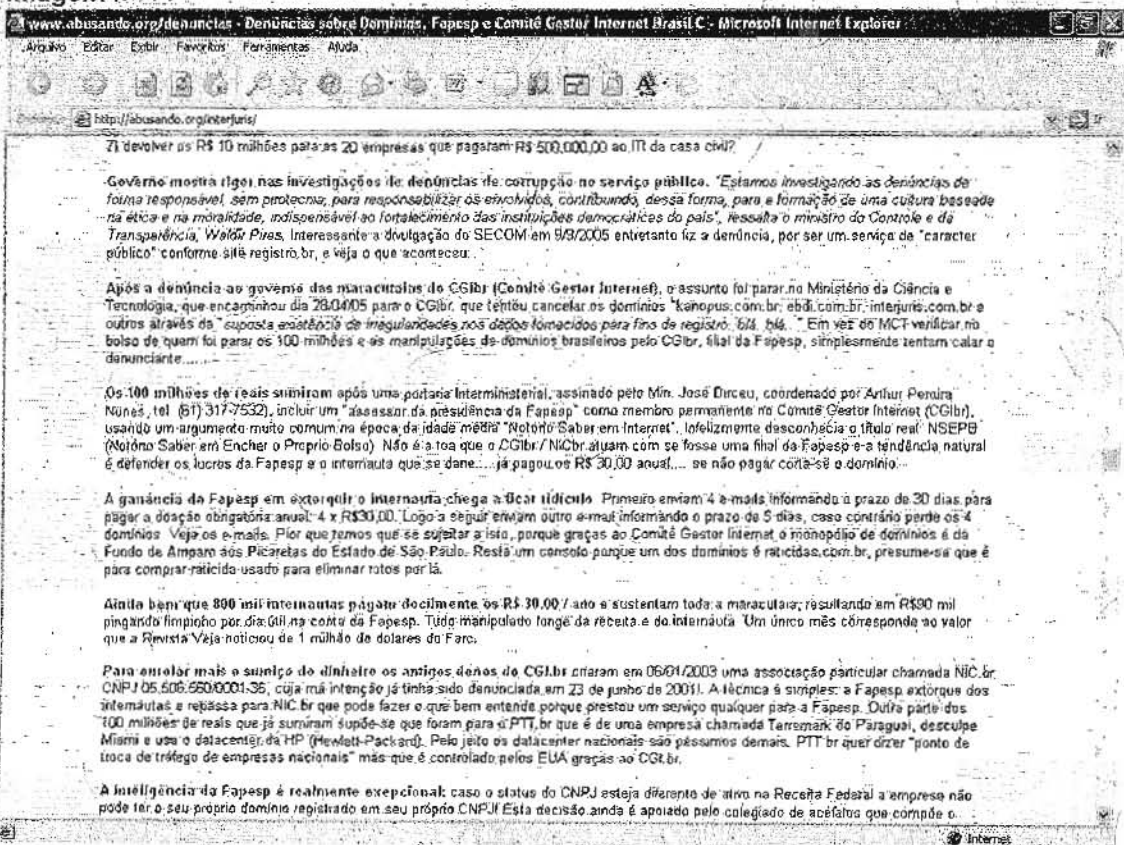 www.abusando.org/denuncias - Denúncias sobre Domínios, Fapesp e Comitê Gestor Internet Brasil C - Microsoft Internet Explorer
Arquivo Editar Exibir Favoritos Ferramentas Ajuda
http://abusando.org/interjuris/
7) devolver os R$ 10 milhões para as 20 empresas que pagaram R$ 500.000,00 ao ITI da casa civil?
Governo mostra rigor nas investigações de denúncias de corrupção no serviço público. "Estamos investigando as denúncias de
forma responsável, sem pirotecnia, para responsabilizar os envolvidos, contribuindo, dessa forma, para a formação de uma cultura baseada
na ética e na moralidade, indispensável ao fortalecimento das instituições democráticas do país", ressalta o ministro do Controle e da
Transparência, Waldir Pires, Interessante a divulgação do SECOM em 9/3/2005 entretanto fiz a denúncia, por ser um serviço de "caracter
público" conforme site registro.br, e veja o que aconteceu:
Após a denúncia ao governo das maracutaias do CGIbr (Comitê Gestor Internet), o assunto foi parar no Ministério da Ciência e
Tecnologia, que encaminhou dia 28/04/05 para o CGIbr, que tentou cancelar os domínios "kanopus.com.br, ebdi.com.br, interjuris.com.br e
outros através da "suposta existência de irregularidades nos dados fornecidos para fins de registro, blá, blá.. " Em vez do MCT verificar no
bolso de quem foi parar os 100 milhões e as manipulações de domínios brasileiros pelo CGIbr, filial da Fapesp, simplesmente tentam calar o
denunciante.......
Os 100 milhões de reais sumiram após uma portaria Interministerial, assinado pelo Min. José Dirceu, coordenado por Arthur Pereira
Nunes, tel. (61) 317-7532), incluir um "assessor da presidência da Fapesp" como membro permanente no Comitê Gestor Internet (CGIbr),
usando um argumento muito comum na época da idade média "Notório Saber em Internet". Infelizmente desconhecia o título real: NSEPB
(Notório Saber em Encher o Proprio Bolso) Não é a toa que o CGIbr / NICbr atuam com se fosse uma filial da Fapesp e a tendência natural
é defender os lucros da Fapesp e o internauta que se dane.... já pagou os R$ 30,00 anual.... se não pagar corta-se o domínio.
A ganância da Fapesp em extorquir o internauta chega a ficar ridículo. Primeiro enviam 4 e-mails informando o prazo de 30 dias para
pagar a doação obrigatória anual: 4 x R$30,00. Logo a seguir enviam outro e-mail informando o prazo de 5 dias, caso contrário perde os 4
domínios. Veja os e-mails. Pior que temos que se sujeitar a isto, porque graças ao Comitê Gestor Internet o monopólio de domínios é da
Fundo de Amparo aos Picaretas do Estado de São Paulo. Resta um consolo porque um dos domínios é raticidas.com.br, presume-se que é
para comprar raticida usado para eliminar ratos por lá.
Ainda bem que 800 mil internautas pagam docilmente os R$ 30,00 / ano e sustentam toda a maracutaia, resultando em R$90 mil
pingando limpinho por dia útil na conta da Fapesp. Tudo manipulado longe da receita e do internauta. Um único mês corresponde ao valor
que a Revista Veja noticiou de 1 milhão de dolares do Farc.
Para enrolar mais o sumiço do dinheiro os antigos donos do CGI.br criaram em 06/01/2003 uma associação particular chamada NIC.br
CNPJ 05.506.560/0001-36, cuja má intenção já tinha sido denunciada em 23 de junho de 2001!. A técnica é simples: a Fapesp extorque dos
internautas e repassa para NIC.br que pode fazer o que bem entende porque prestou um serviço qualquer para a Fapesp. Outra parte dos
100 milhões de reais que já sumiram supõe-se que foram para o PTT.br que é de uma empresa chamada Terremark do Paraguai, desculpe
Miami e usa o datacenter da HP (Hewlett-Packard). Pelo jeito os datacenter nacionais são péssimos demais. PTT br quer dizer "ponto de
troca de tráfego de empresas nacionais" mas que é controlado pelos EUA graças ao CGI.br.
A inteligência da Fapesp é realmente exepcional: caso o status do CNPJ esteja diferente de ativo na Receita Federal a empresa não
pode ter o seu próprio domínio registrado em seu próprio CNPJ! Esta decisão ainda é apoiado pelo colegiado de acéfalos que compõe o
Internet